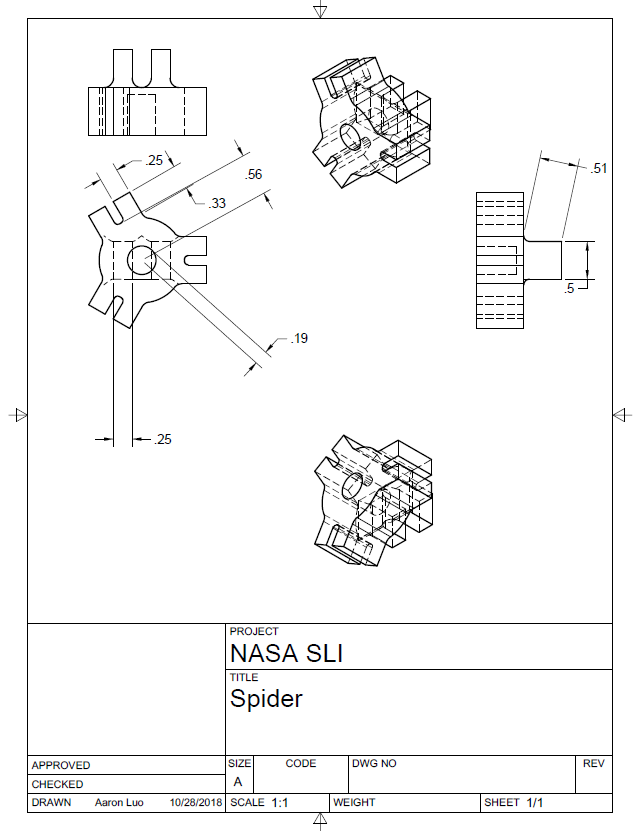 .25
.56
.33
.51
.5
.19
.25
PROJECT
NASA SLI
TITLE
Spider
APPROVED
CHECKED
DRAWN Aaron Luo 10/28/2018
SIZE
A
CODE
DWG NO
REV
SCALE 1:1
WEIGHT
SHEET 1/1